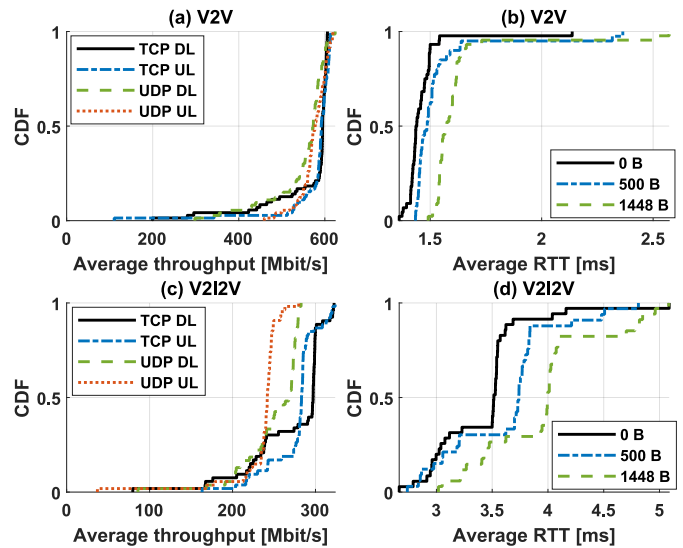 (a) V2V
CDF
1
0.5
0
TCP DL
TCP UL
UDP DL
UDP UL
0 200 400 600
Average throughput [Mbit/s]
(b) V2V
CDF
1
0.5
0
0 B
500 B
1448 B
1.5 2 2.5
Average RTT [ms]
(c) V2I2V
CDF
1
0.5
0
TCP DL
TCP UL
UDP DL
UDP UL
0 100 200 300
Average throughput [Mbit/s]
(d) V2I2V
CDF
1
0.5
0
0 B
500 B
1448 B
3 3.5 4 4.5 5
Average RTT [ms]